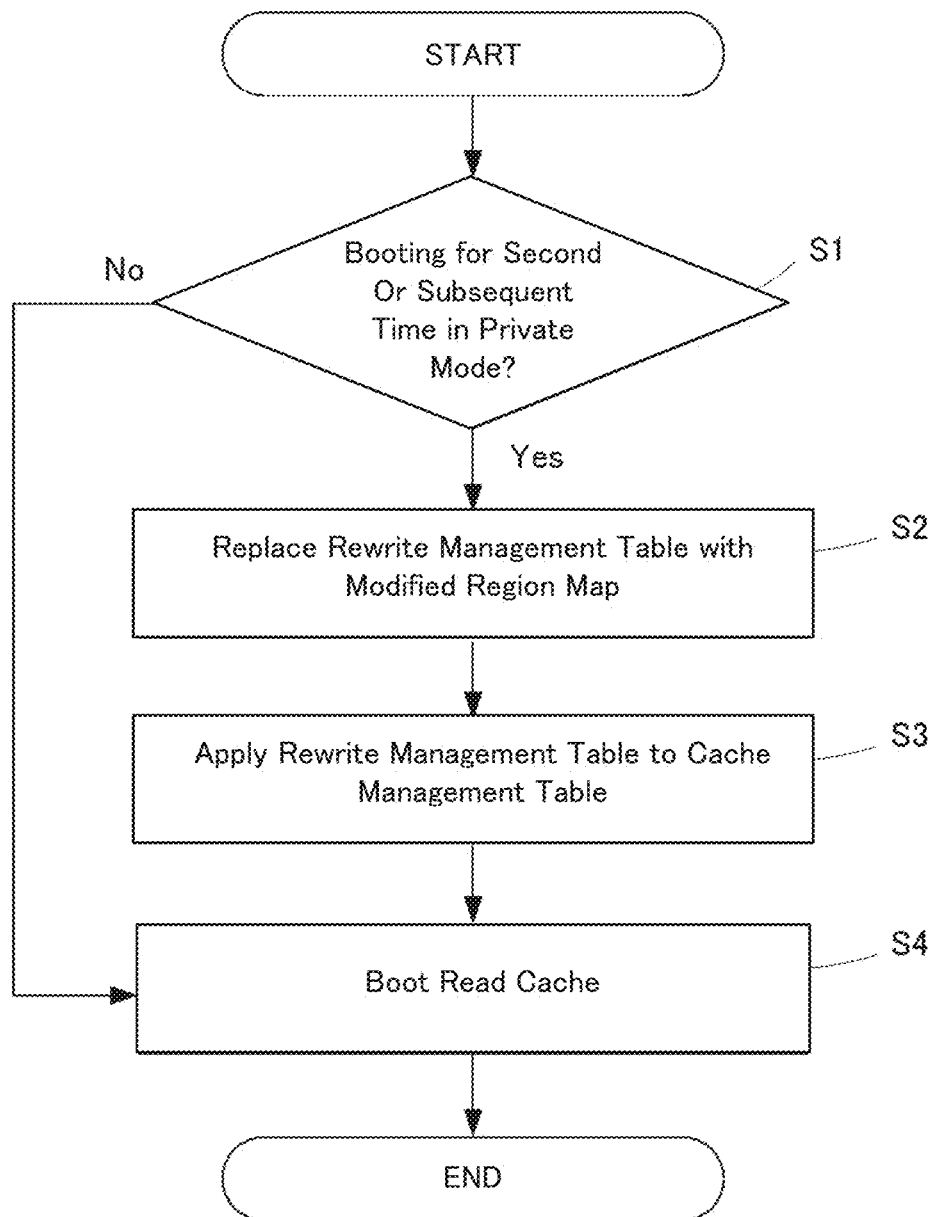 START
Booting for Second
Or Subsequent
Time in Private
Mode?
S1
No
Yes
Replace Rewrite Management Table with
Modified Region Map
S2
Apply Rewrite Management Table to Cache
Management Table
S3
Boot Read Cache
S4
END